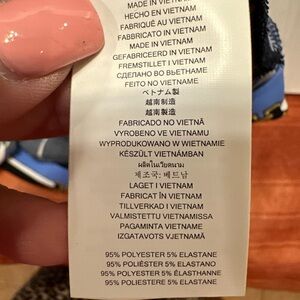 MADE IN VIETNAM
HECHO EN VIETNAM
FABRIQUÉ AU VIETNAM
FABBRICATO IN VIETNAM
MADE IN VIETNAM
GEFABRICEERD IN VIETNAM
FREMSTILLET I VIETNAM
СДЕЛАНО ВО ВЬЕТНАМЕ
FEITO NO VIETNAME
ベトナム製
越南制造
越南製造
FABRICADO NO VIETNÃ
VYROBENO VE VIETNAMU
WYPRODUKOWANO W WIETNAMIE
KÉSZÜLT VIETNÁMBAN
ผลิตในเวียดนาม
제조국: 베트남
LAGET I VIETNAM
FABRICAT ÎN VIETNAM
TILLVERKAD I VIETNAM
VALMISTETTU VIETNAMISSA
PAGAMINTA VIETNAME
IZGATAVOTS VJETNAMĀ
95% POLYESTER 5% ELASTANE
95% POLIÉSTER 5% ELASTANO
95% POLYESTER 5% ÉLASTHANNE
95% POLIESTERE 5% ELASTANE